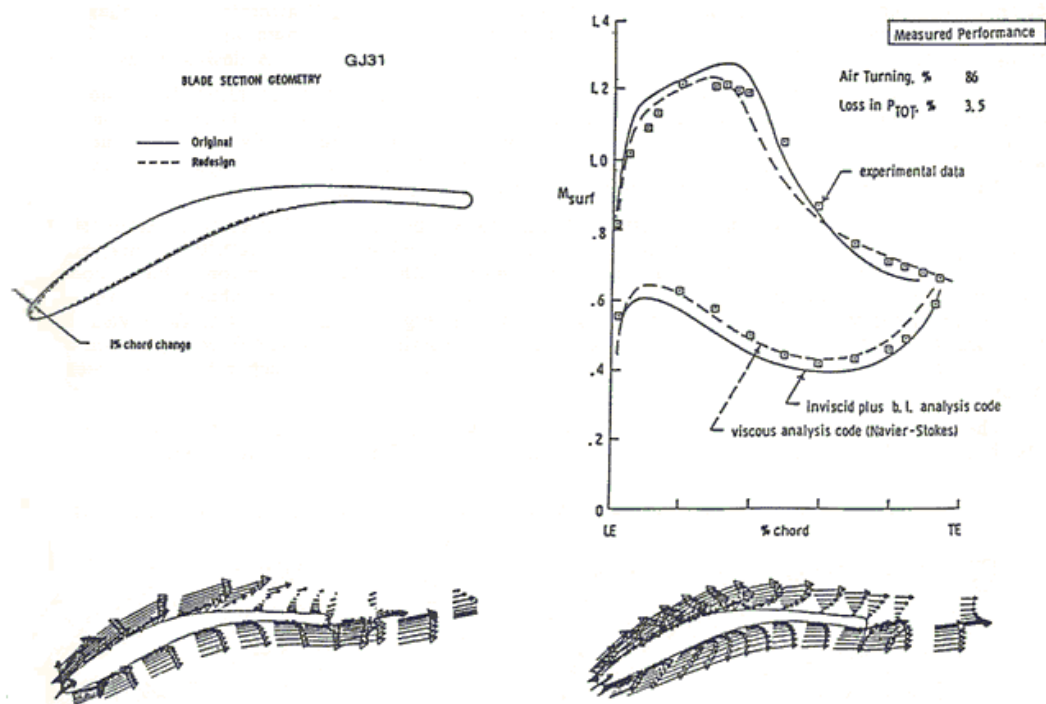 GJ31
BLADE SECTION GEOMETRY
Original
Redesign
1% chord change
Measured Performance
Air Turning, % 86
Loss in PTOT, % 3.5
1.4
1.2
1.0
Msurf
.8
.6
.4
.2
0
experimental data
inviscid plus b. l. analysis code
viscous analysis code (Navier-Stokes)
LE % chord TE